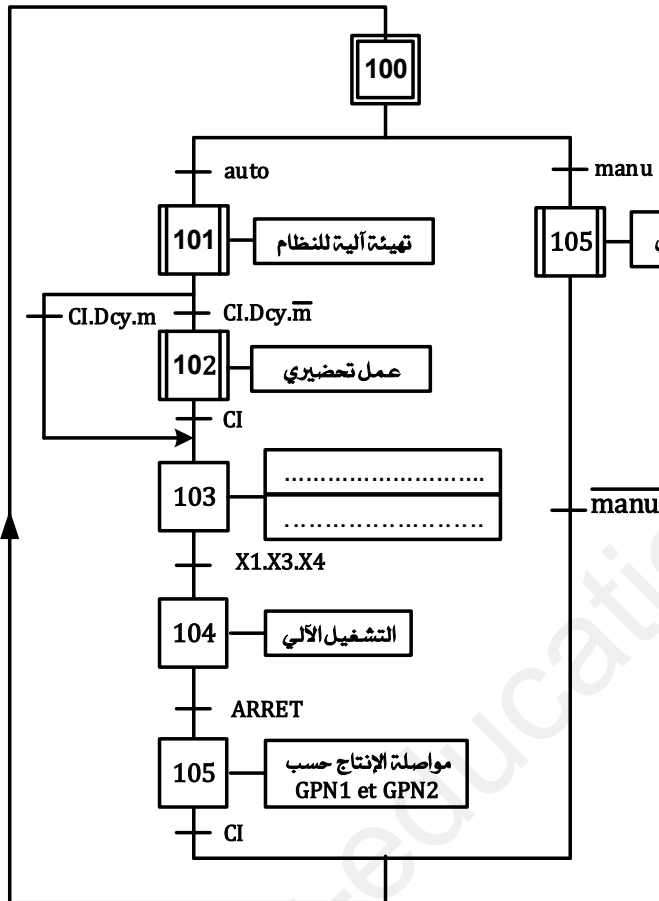 100
auto
manu
101
تهيئة آلية للنظام
105
CI.Dcy.m
CI.Dcy.m̅
102
عمل تحضيري
CI
103
............................
..........................
m̅a̅n̅u̅
X1.X3.X4
104
التشغيل الآلي
ARRET
105
مواصلة الإنتاج حسب
GPN1 et GPN2
CI